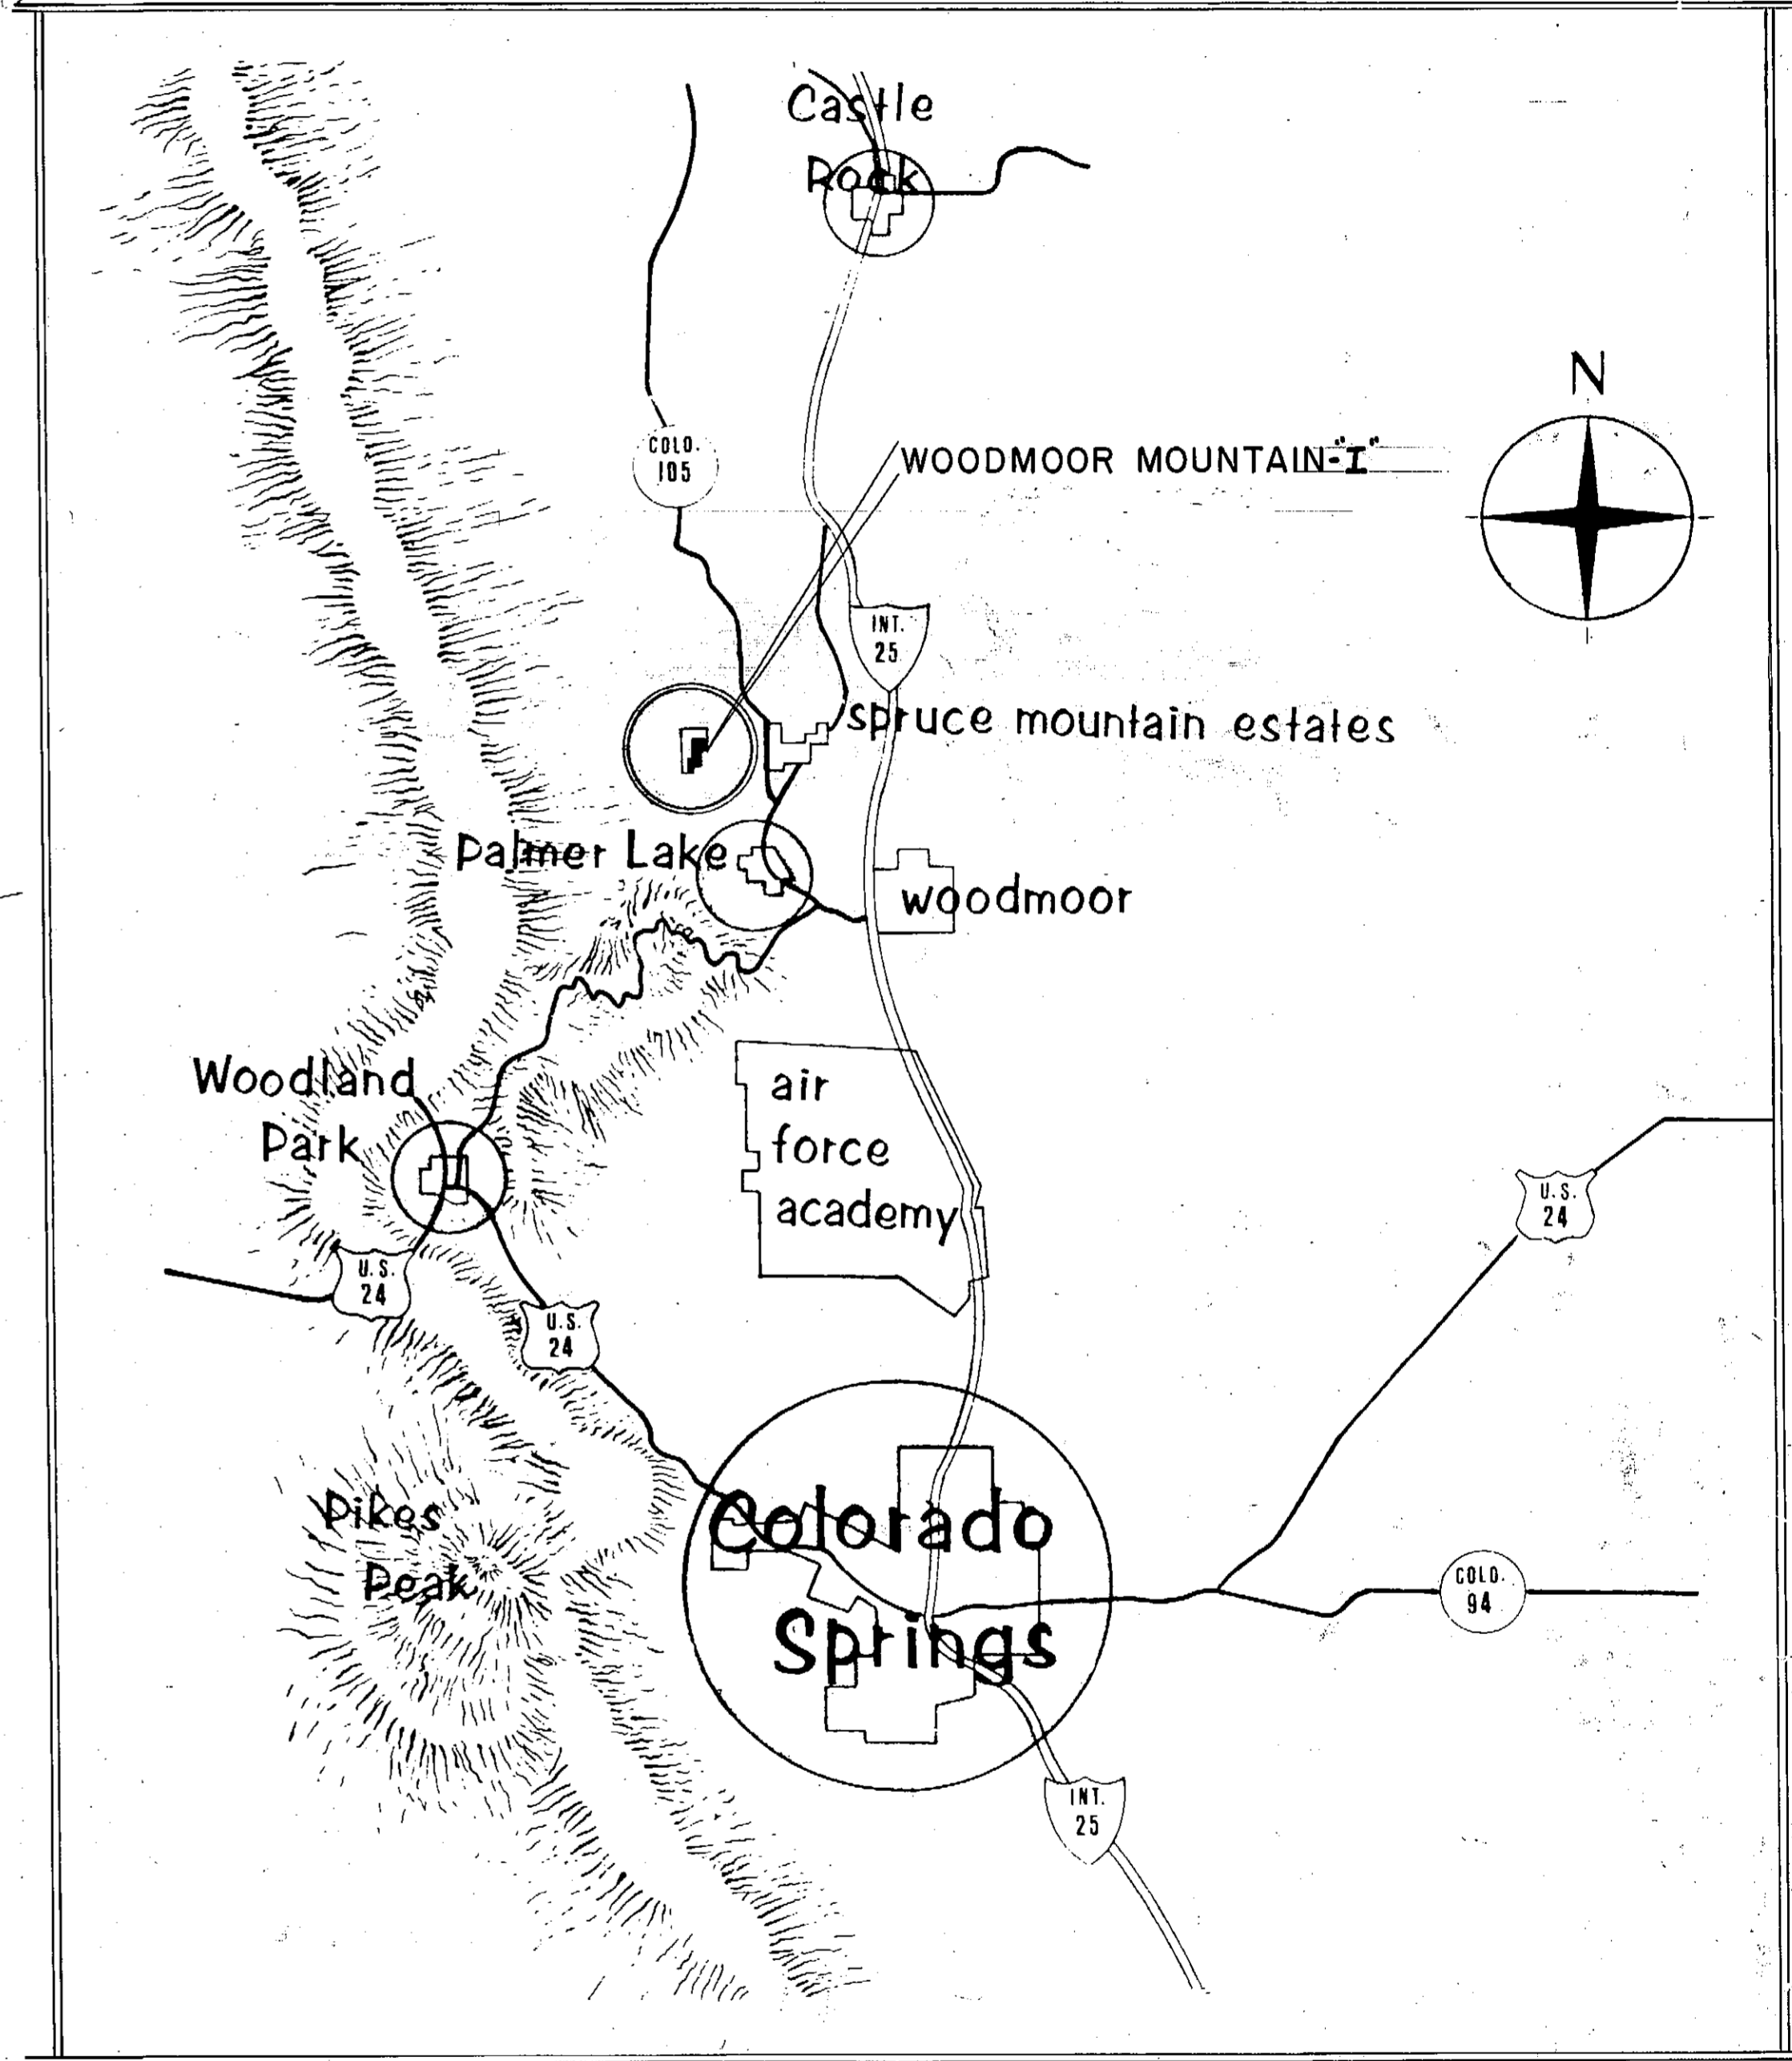 Castle
Rock
N
COLO.
105
WOODMOOR MOUNTAIN-"I"
INT.
25
spruce mountain estates
Palmer Lake
woodmoor
Woodland
Park
air
force
academy
U.S.
24
U.S.
24
U.S.
24
Pikes
Peak
Colorado
Springs
COLO.
94
INT.
25